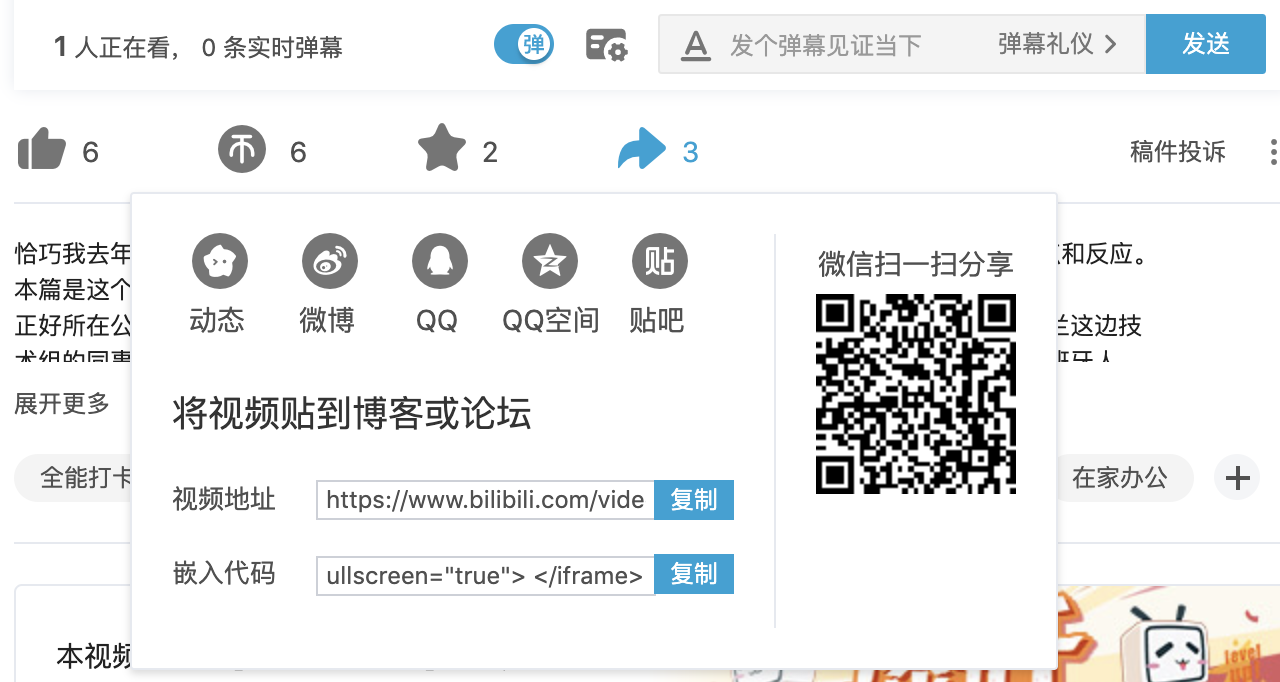 1 人正在看， 0 条实时弹幕
弹
发个弹幕见证当下
弹幕礼仪
发送
6
6
2
3
稿件投诉
恰巧我去年
和反应。
本篇是这个
正好所在公
这边技
术组的同事
班牙人
展开更多
动态
微博
QQ
QQ空间
贴
贴吧
微信扫一扫分享
将视频贴到博客或论坛
视频地址
https://www.bilibili.com/vide
复制
嵌入代码
ullscreen="true"> </iframe>
复制
全能打卡
在家办公
本视频
level